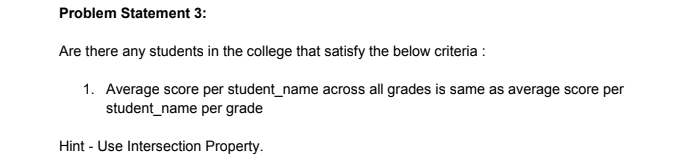 Problem Statement 3:
Are there any students in the college that satisfy the below criteria :
1. Average score per student_name across all grades is same as average score per
student_name per grade
Hint - Use Intersection Property.